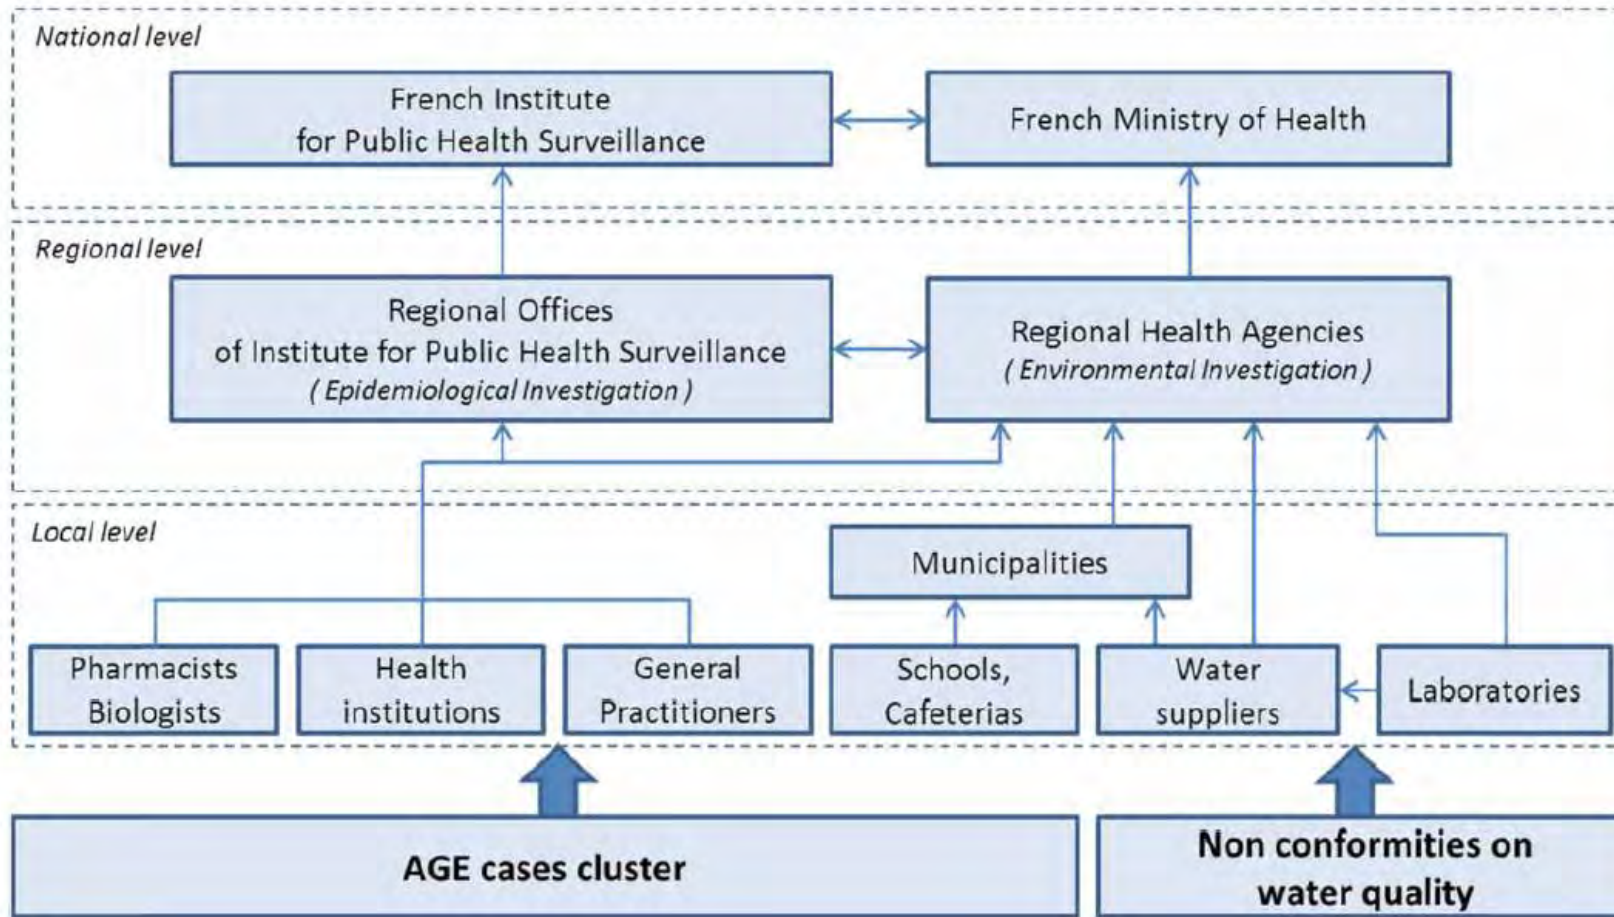 National level
French Institute
for Public Health Surveillance
French Ministry of Health
Regional level
Regional Offices
of Institute for Public Health Surveillance
( Epidemiological Investigation )
Regional Health Agencies
( Environmental Investigation )
Local level
Municipalities
Pharmacists
Biologists
Health
institutions
General
Practitioners
Schools,
Cafeterias
Water
suppliers
Laboratories
AGE cases cluster
Non conformities on
water quality